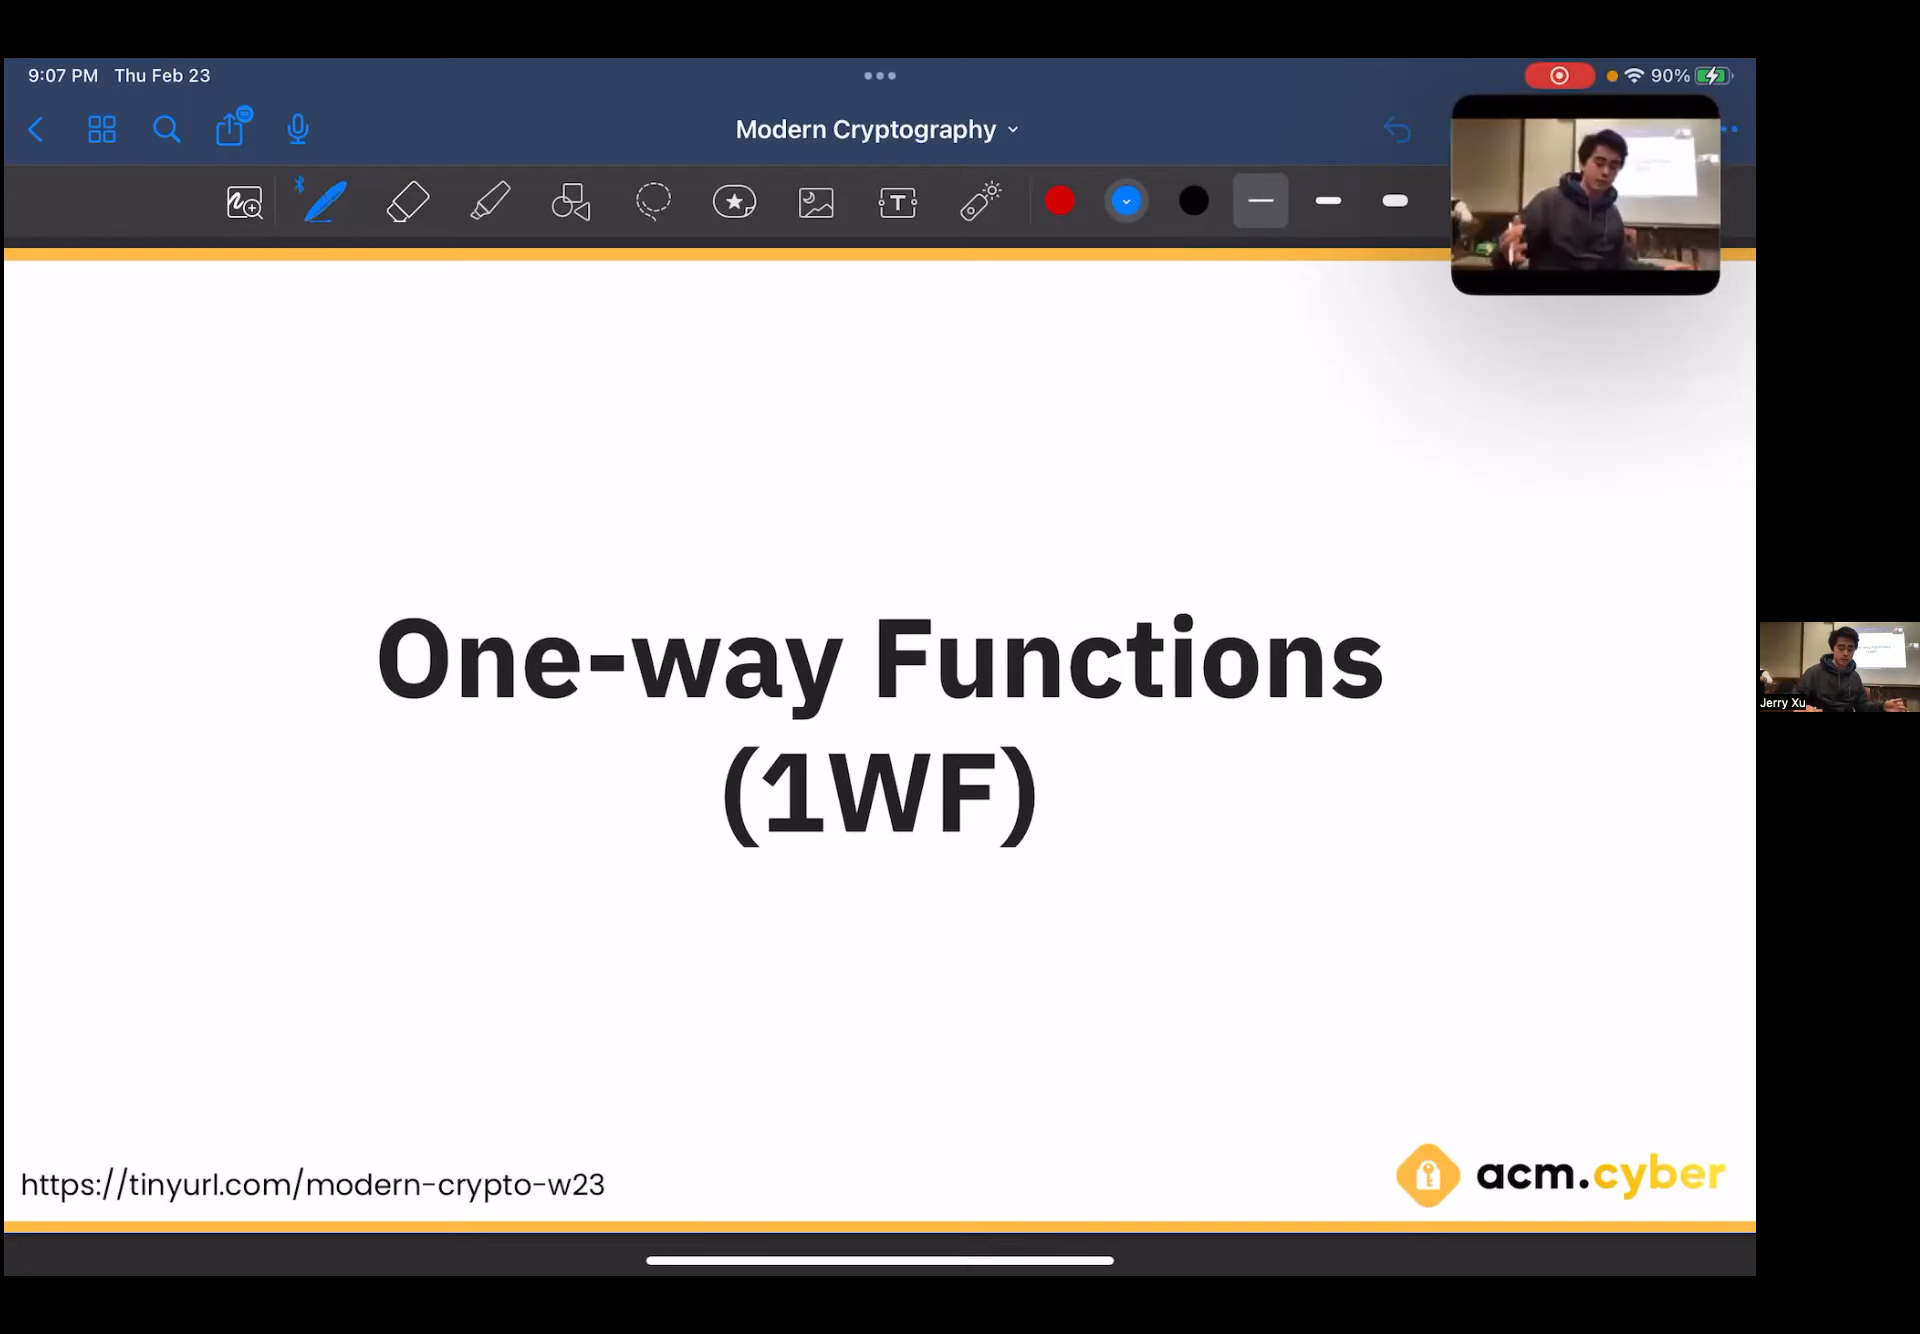 9:07 PM Thu Feb 23
90%
Modern Cryptography
T
One-way Functions
(1WF)
Jerry Xu
https://tinyurl.com/modern-crypto-w23
acm.cyber